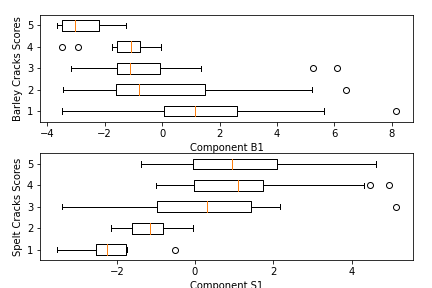 Barley Cracks Scores
5
4
3
2
1
−4 −2 0 2 4 6 8
Component B1
Spelt Cracks Scores
5
4
3
2
1
−2 0 2 4
Component S1